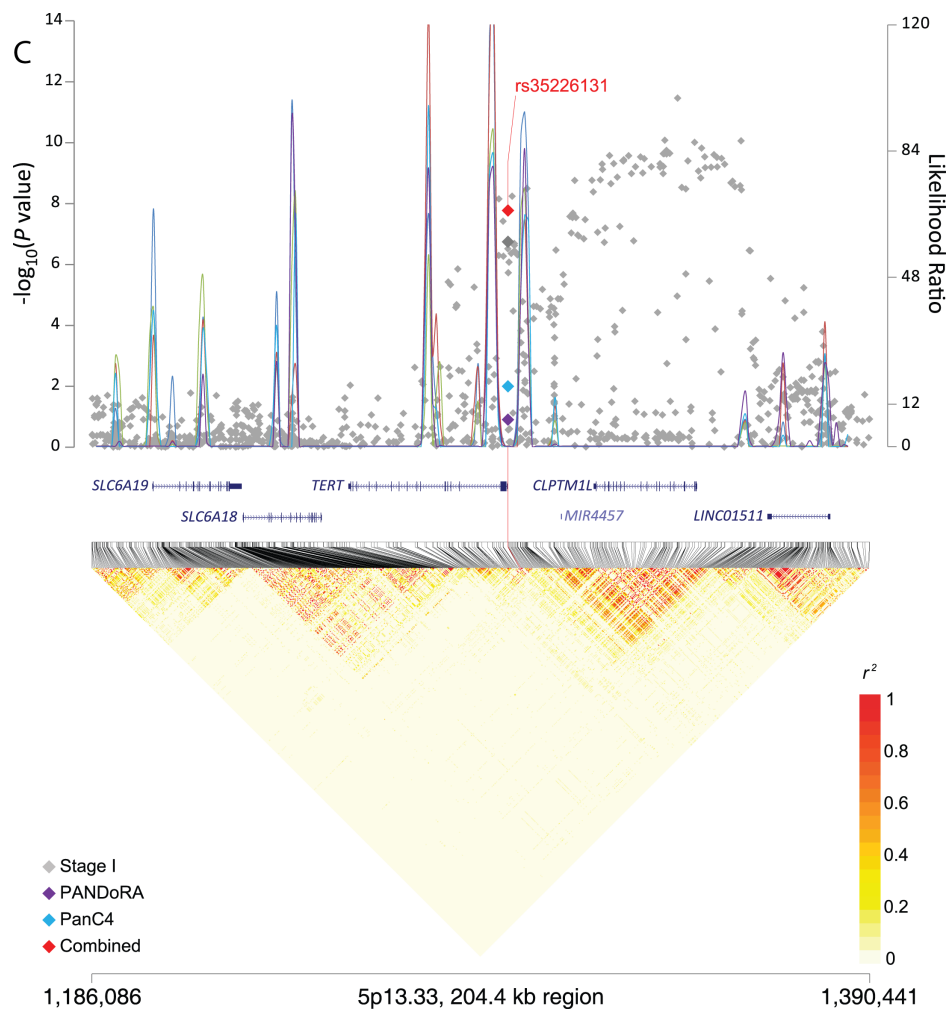 C
14
12
10
8
6
4
2
0
-log10(P value)
120
84
48
12
0
Likelihood Ratio
rs35226131
SLC6A19
TERT
CLPTM1L
SLC6A18
MIR4457
LINC01511
r²
1
0.8
0.6
0.4
0.2
0
Stage I
PANDoRA
PanC4
Combined
1,186,086
5p13.33, 204.4 kb region
1,390,441